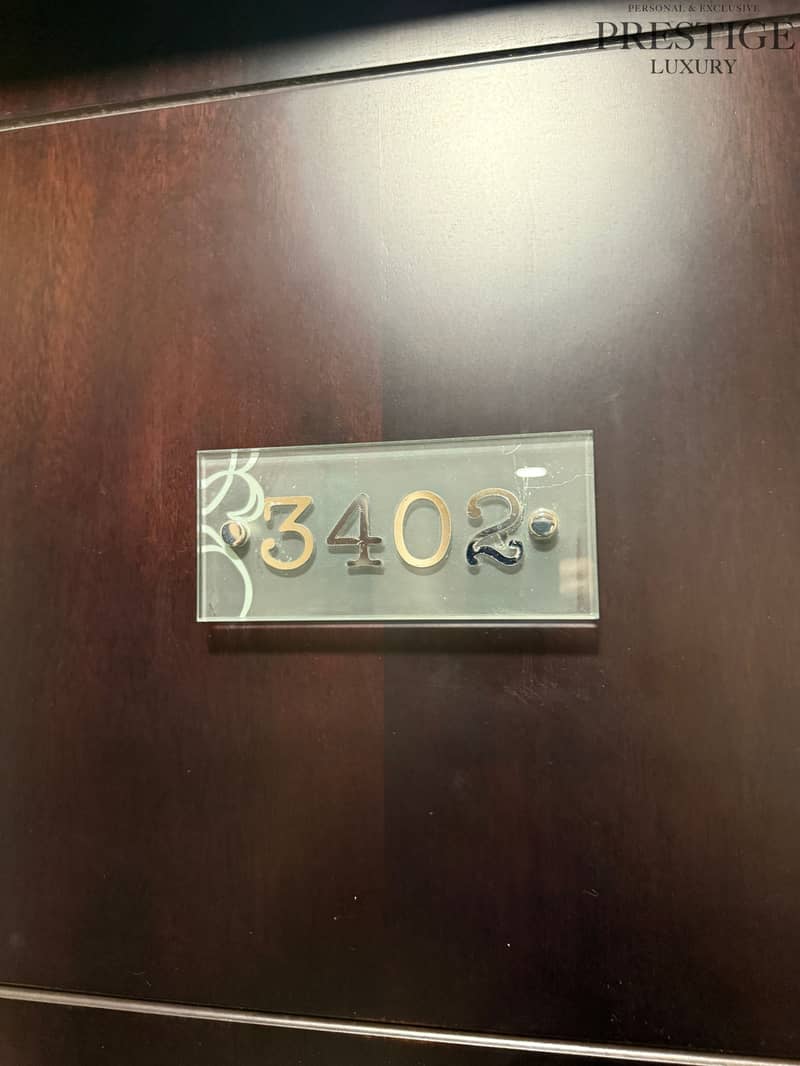 PERSONAL & EXCLUSIVE
PRESTIGE
LUXURY
3402